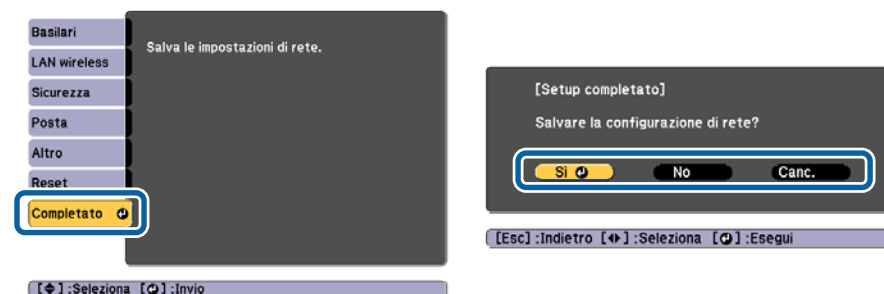 Basilari
Salva le impostazioni di rete.
LAN wireless
Sicurezza
Posta
Altro
Reset
Completato
[ ] :Seleziona [ ] :Invio
[Setup completato]
Salvare la configurazione di rete?
Sì No Canc.
[Esc] :Indietro [ ] :Seleziona [ ] :Esegui